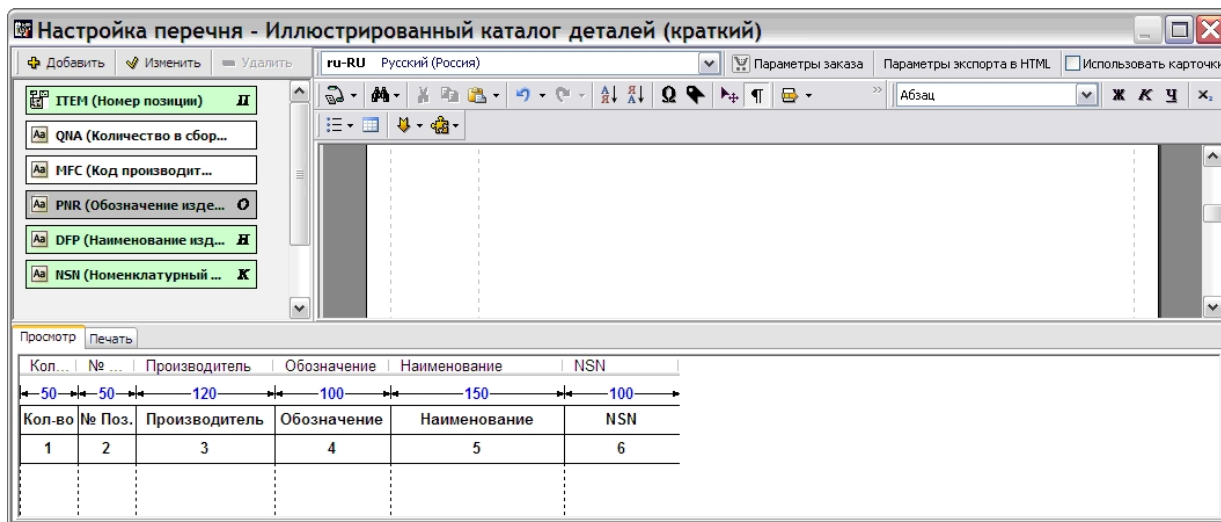 Настройка перечня - Иллюстрированный каталог деталей (краткий)
Добавить Изменить Удалить ru-RU Русский (Россия) Параметры заказа Параметры экспорта в HTML Использовать карточки
ITEM (Номер позиции) П
QNA (Количество в сбор...
MFC (Код производит...
PNR (Обозначение изде... О
DFP (Наименование изд... Н
NSN (Номенклатурный ... К
Абзац Ж К Ч
Просмотр Печать
Кол... № ... Производитель Обозначение Наименование NSN
50 50 120 100 150 100
Кол-во № Поз. Производитель Обозначение Наименование NSN
1 2 3 4 5 6